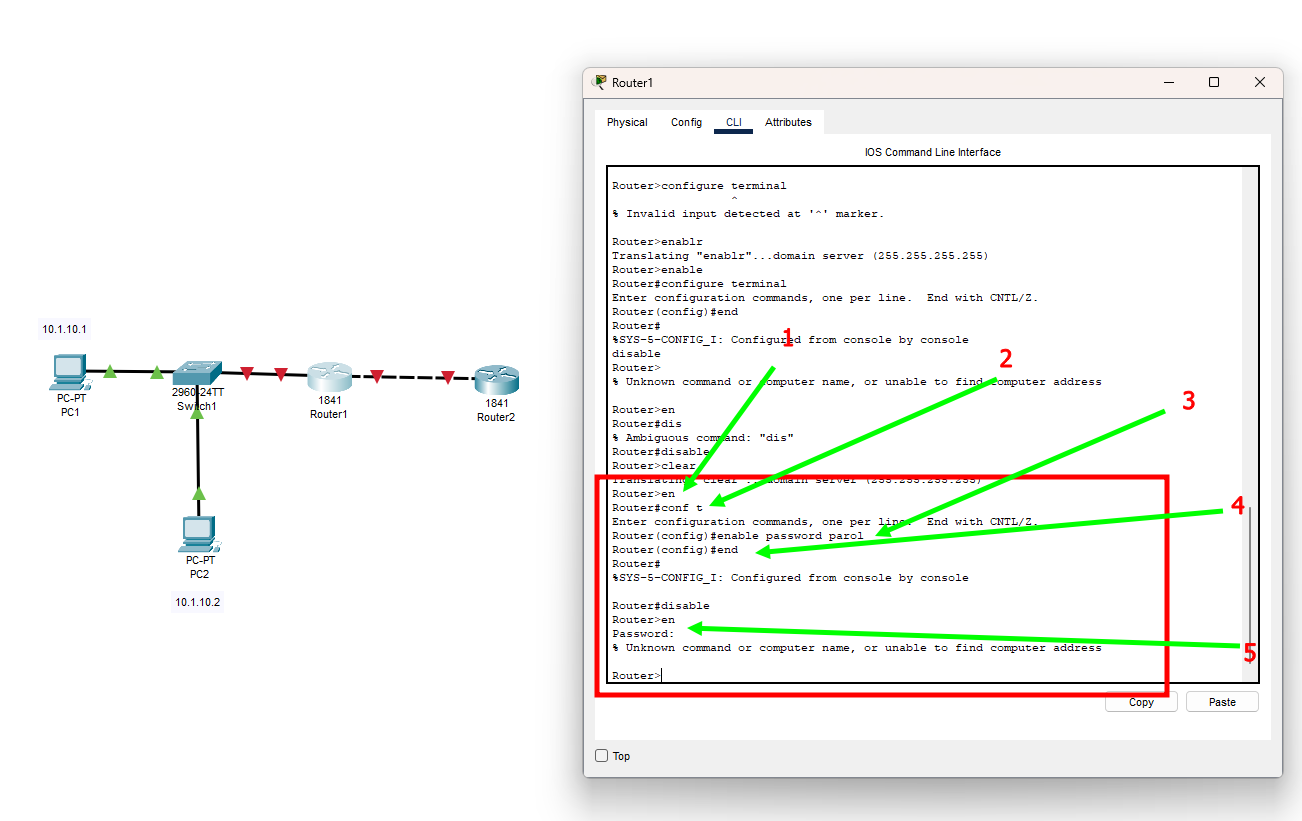 Router1
Physical Config CLI Attributes
IOS Command Line Interface
Router>configure terminal
^
% Invalid input detected at '^' marker.
Router>enablr
Translating "enablr"...domain server (255.255.255.255)
Router>enable
Router#configure terminal
Enter configuration commands, one per line. End with CNTL/Z.
Router(config)#end
Router#
%SYS-5-CONFIG_I: Configured from console by console
disable
Router>
% Unknown command or computer name, or unable to find computer address
Router>en
Router#dis
% Ambiguous command: "dis"
Router#disable
Router>clear
Translating "clear"...domain server (255.255.255.255)
Router>en
Router#conf t
Enter configuration commands, one per line. End with CNTL/Z.
Router(config)#enable password parol
Router(config)#end
Router#
%SYS-5-CONFIG_I: Configured from console by console
Router#disable
Router>en
Password:
% Unknown command or computer name, or unable to find computer address
Router>
Copy Paste
Top
1
2
3
4
5
10.1.10.1
PC-PT
PC1
2960-24TT
Switch1
1841
Router1
1841
Router2
PC-PT
PC2
10.1.10.2